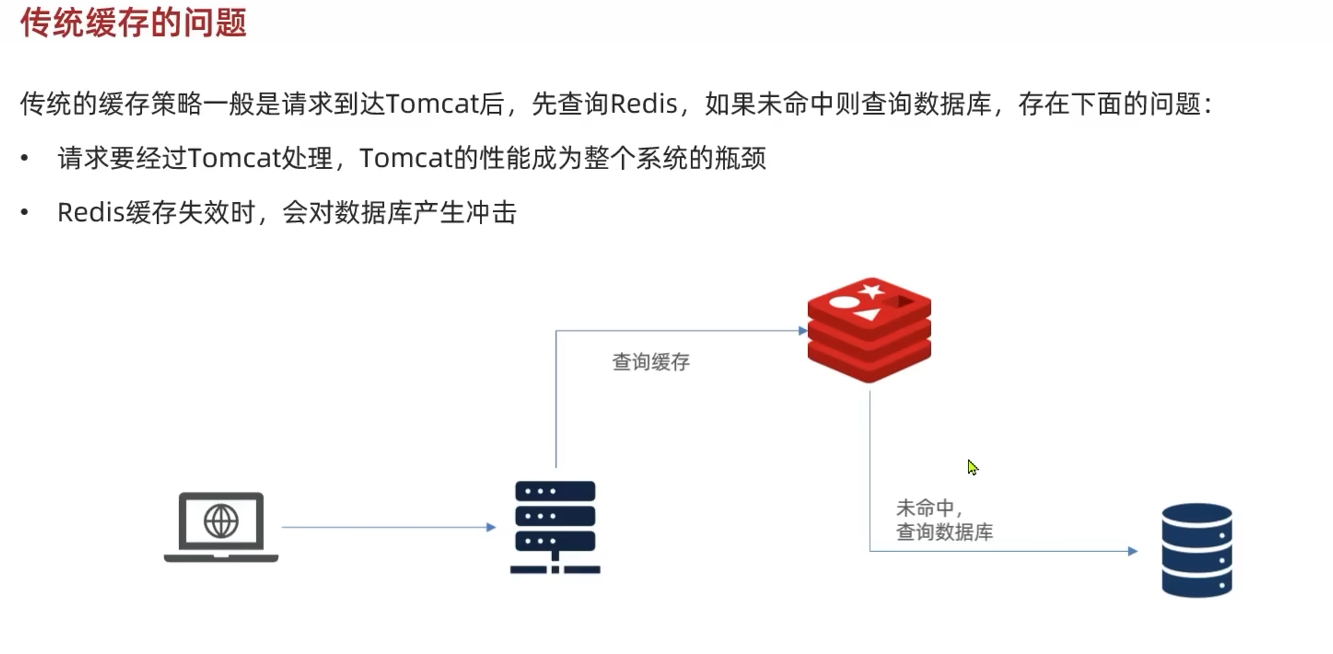 传统缓存的问题
传统的缓存策略一般是请求到达Tomcat后，先查询Redis，如果未命中则查询数据库，存在下面的问题：
• 请求要经过Tomcat处理，Tomcat的性能成为整个系统的瓶颈
• Redis缓存失效时，会对数据库产生冲击
查询缓存
未命中，
查询数据库